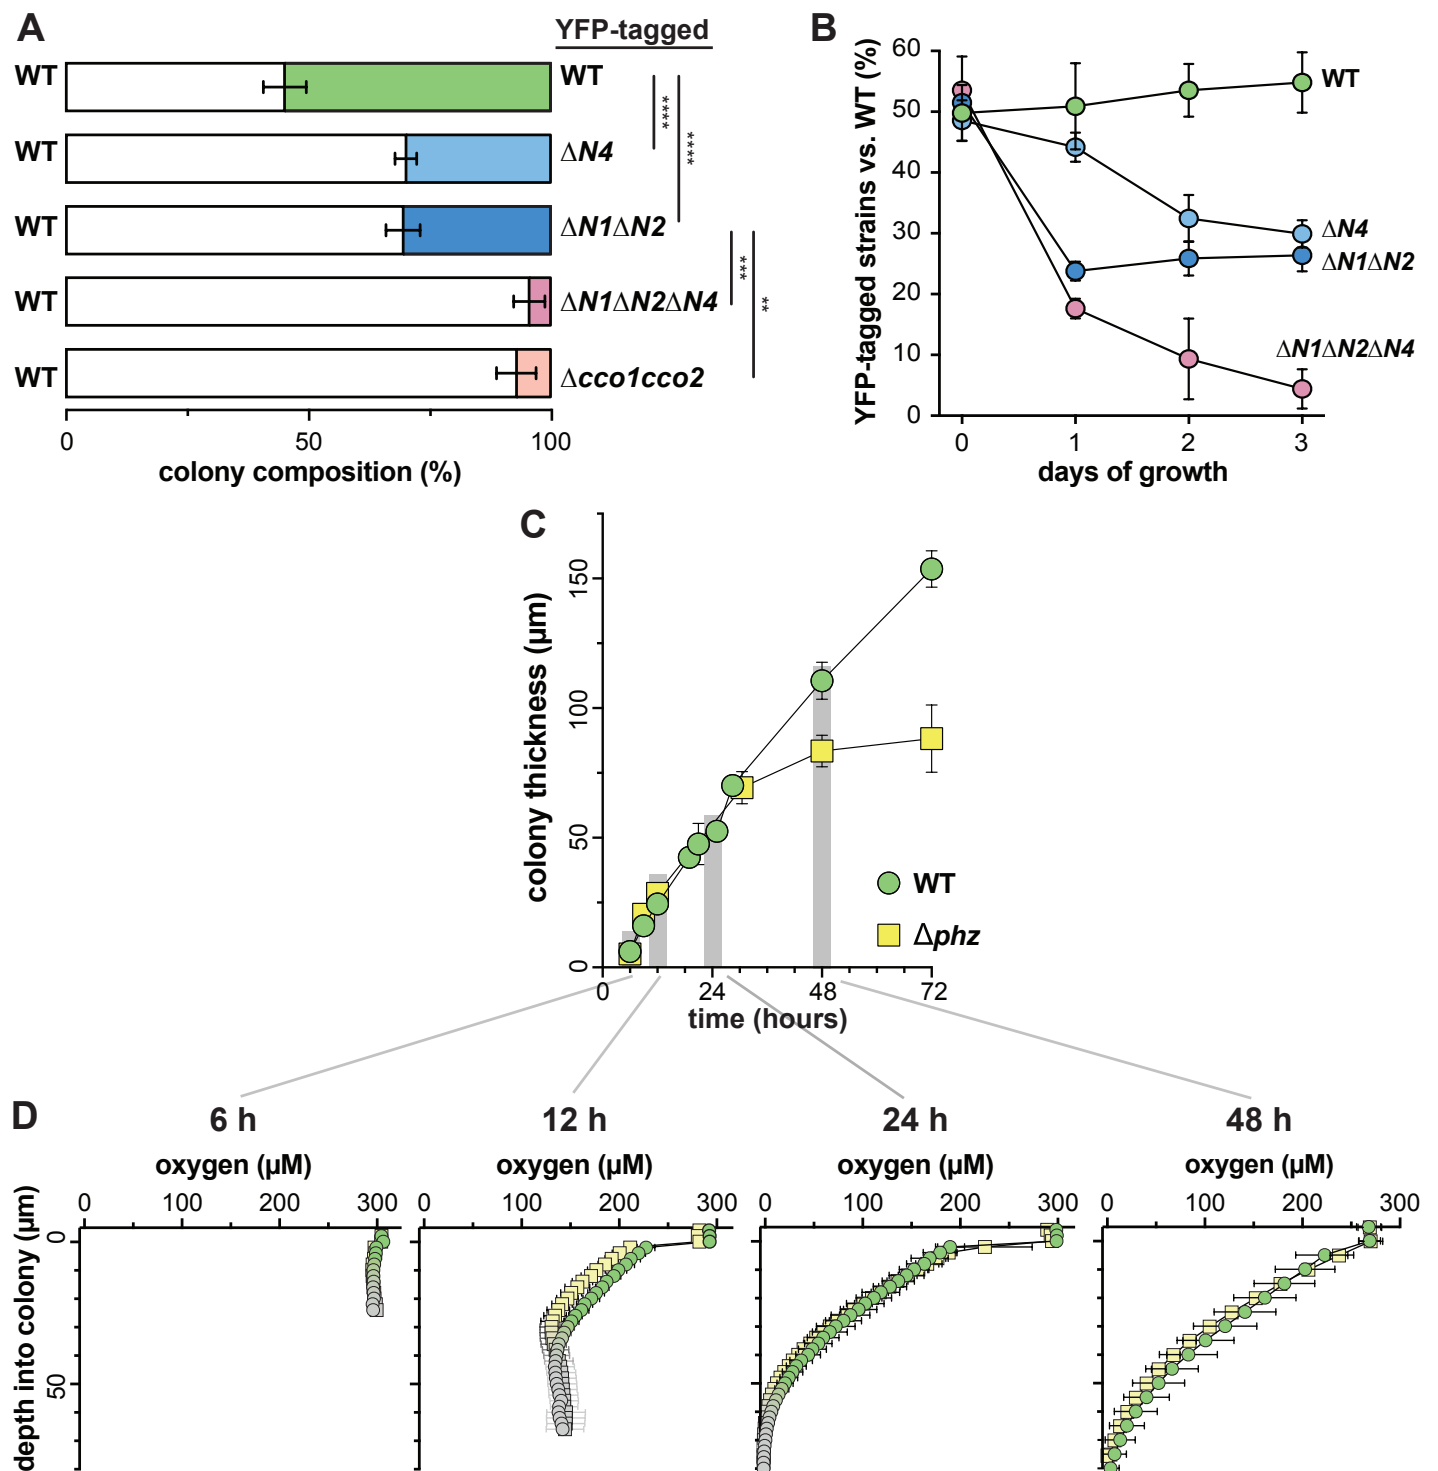 A
YFP-tagged
WT WT
WT ΔN4
WT ΔN1ΔN2
WT ΔN1ΔN2ΔN4
WT Δcco1cco2
****
****
***
**
0 50 100
colony composition (%)
B
YFP-tagged strains vs. WT (%)
60
50
40
30
20
10
0
WT
ΔN4
ΔN1ΔN2
ΔN1ΔN2ΔN4
0 1 2 3
days of growth
C
colony thickness (µm)
150
100
50
0
WT
Δphz
0 24 48 72
time (hours)
D
6 h 12 h 24 h 48 h
oxygen (µM) oxygen (µM) oxygen (µM) oxygen (µM)
0 100 200 300 0 100 200 300 0 100 200 300 0 100 200 300
depth into colony (µm)
0
50